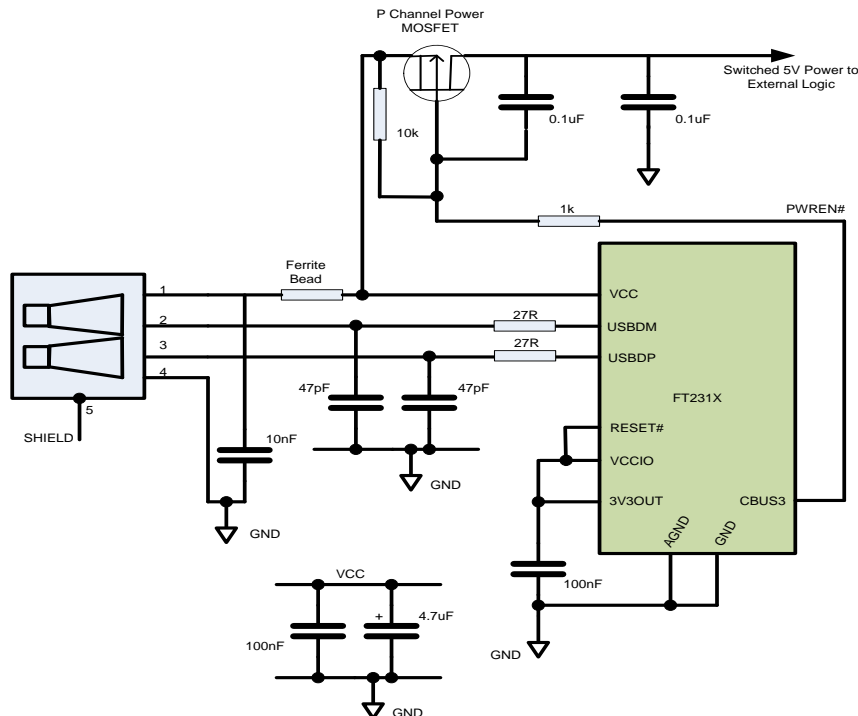 P Channel Power
MOSFET
Switched 5V Power to
External Logic
0.1uF
0.1uF
10k
1k
PWREN#
Ferrite
Bead
1
2
3
4
5
SHIELD
27R
27R
VCC
USBDM
USBDP
FT231X
RESET#
VCCIO
3V3OUT
CBUS3
AGND
GND
47pF
47pF
10nF
GND
GND
100nF
GND
VCC
100nF
+
4.7uF
GND